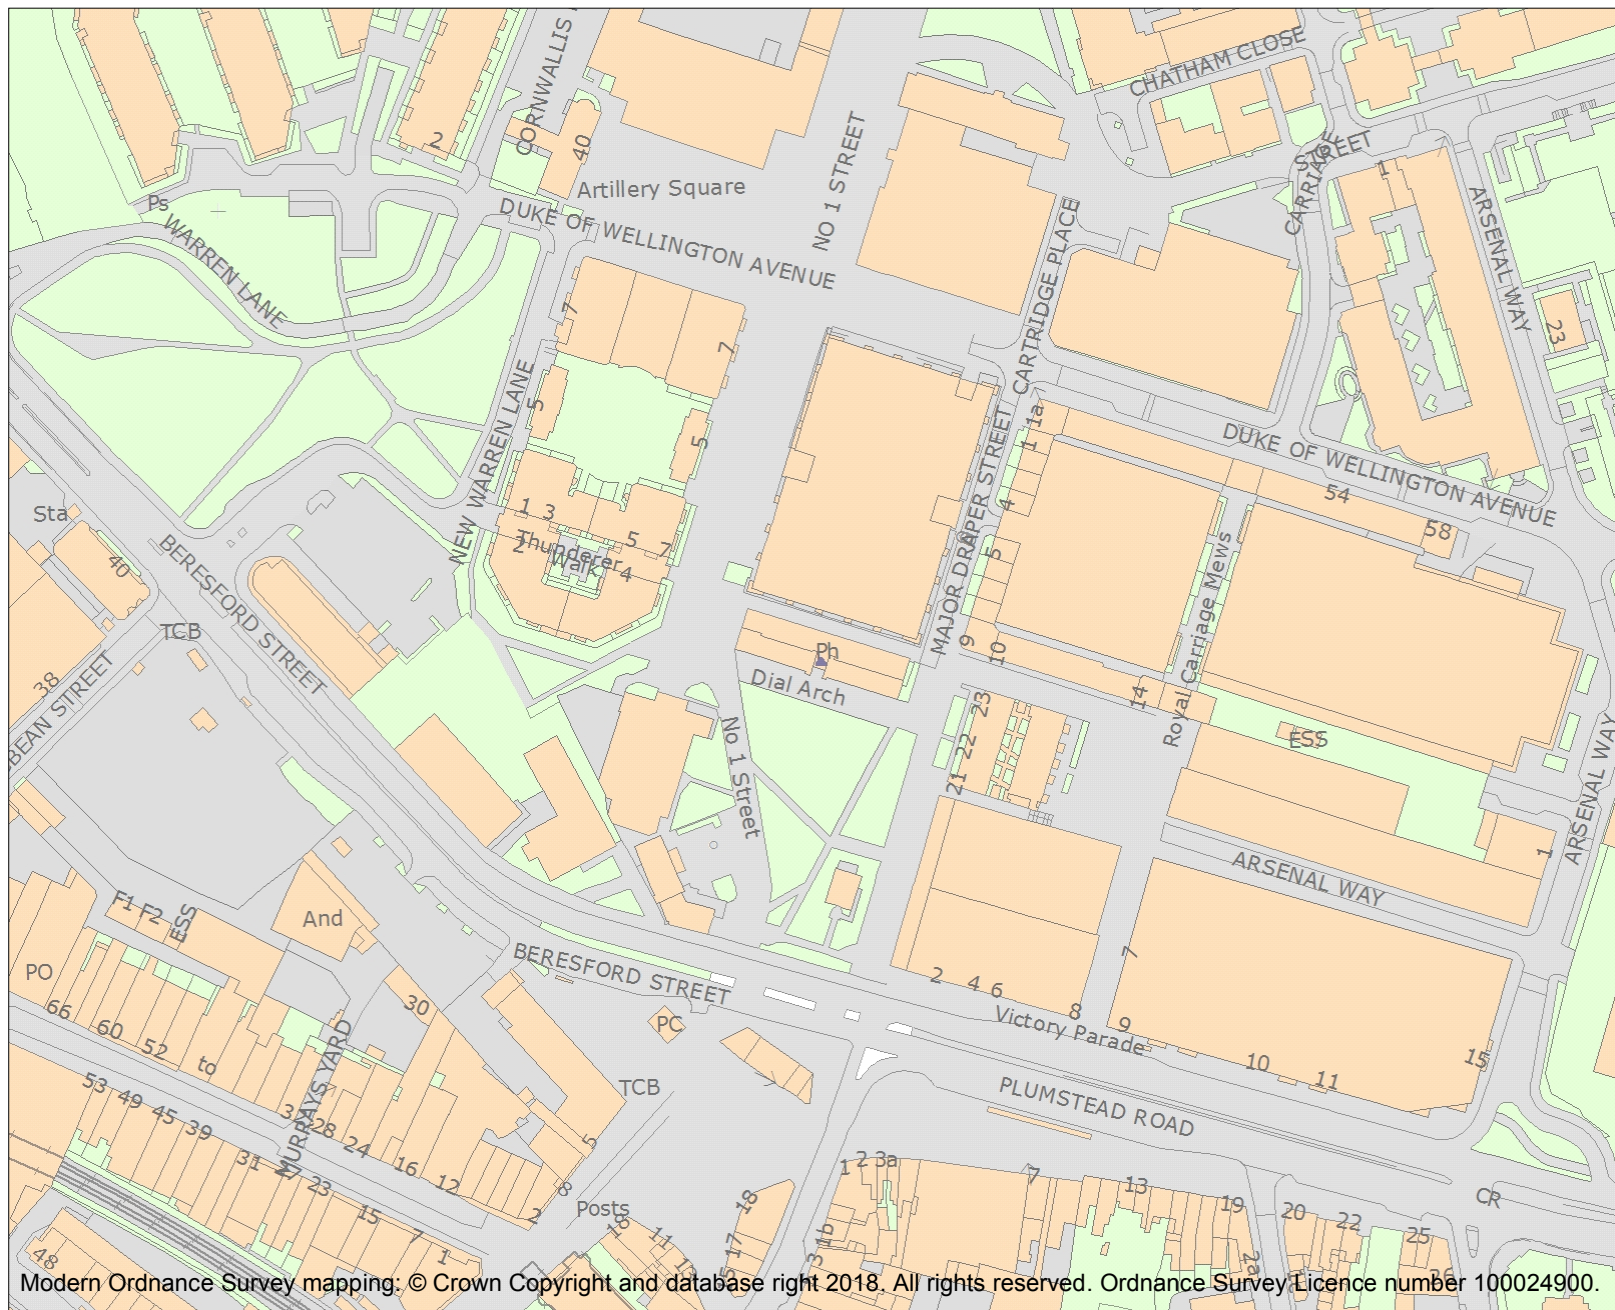 CORNWALLIS
CHATHAM CLOSE
2
40
NO 1 STREET
STREET
CARRIAGE
1
ARSENAL WAY
Artillery Square
Ps
WARREN LANE
DUKE OF WELLINGTON AVENUE
CARTRIDGE PLACE
7
7
23
NEW WARREN LANE
5
5
1a
1
DUKE OF WELLINGTON AVENUE
54
58
MAJOR DRAPER STREET
4
5
Sta
1
3
2
Thunderer
Walk
5
7
4
40
BERESFORD STREET
TCB
38
BEAN STREET
Royal Carriage Mews
9
10
Ph
Dial Arch
14
23
22
21
ESS
No 1 Street
ARSENAL WAY
1
ARSENAL WAY
F1
F2
ESS
And
PO
BERESFORD STREET
30
2
4
6
8
7
9
Victory Parade
10
11
15
PC
66
60
52
to
MURRAYS YARD
TCB
PLUMSTEAD ROAD
53
49
45
39
31
27
23
15
7
1
28
24
16
12
8
2
5
Posts
18
11
18
17
1
2
3a
7
13
19
20
22
25
CR
1b
3
2a
48
Modern Ordnance Survey mapping: © Crown Copyright and database right 2018. All rights reserved. Ordnance Survey Licence number 100024900.